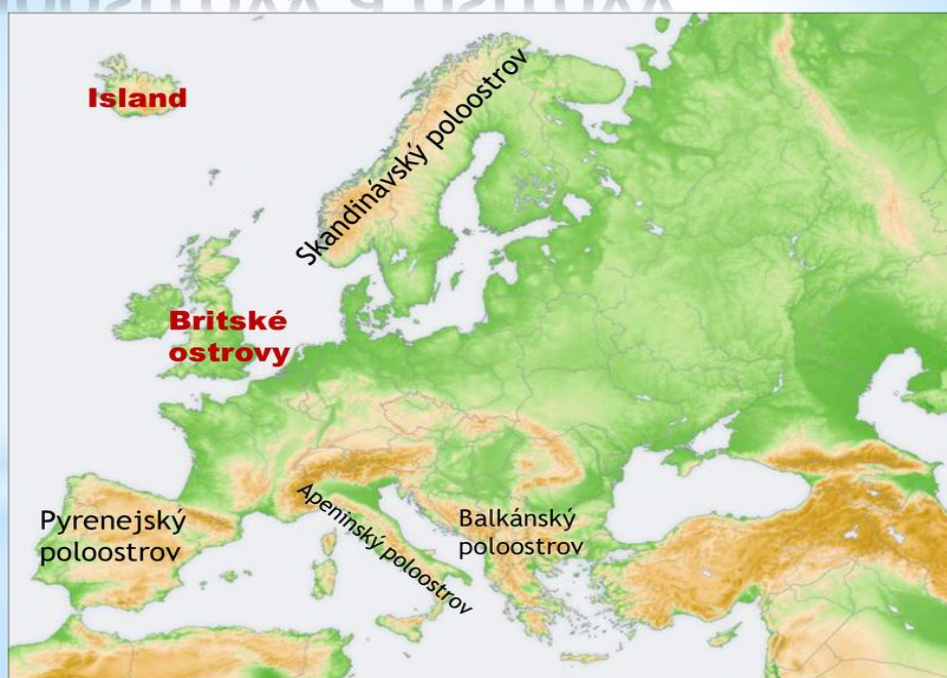 Island
Skandinávský poloostrov
Britské
ostrovy
Pyrenejský
poloostrov
Apeninský poloostrov
Balkánský
poloostrov